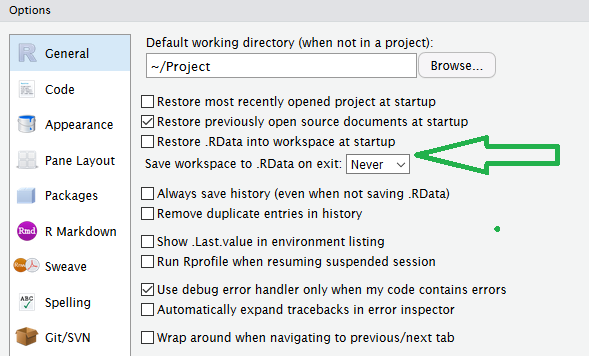 Options
General
Code
Appearance
Pane Layout
Packages
Rmd R Markdown
Sweave
ABC Spelling
Git/SVN
Default working directory (when not in a project):
~/Project Browse...
Restore most recently opened project at startup
Restore previously open source documents at startup
Restore .RData into workspace at startup
Save workspace to .RData on exit: Never
Always save history (even when not saving .RData)
Remove duplicate entries in history
Show .Last.value in environment listing
Run Rprofile when resuming suspended session
Use debug error handler only when my code contains errors
Automatically expand tracebacks in error inspector
Wrap around when navigating to previous/next tab